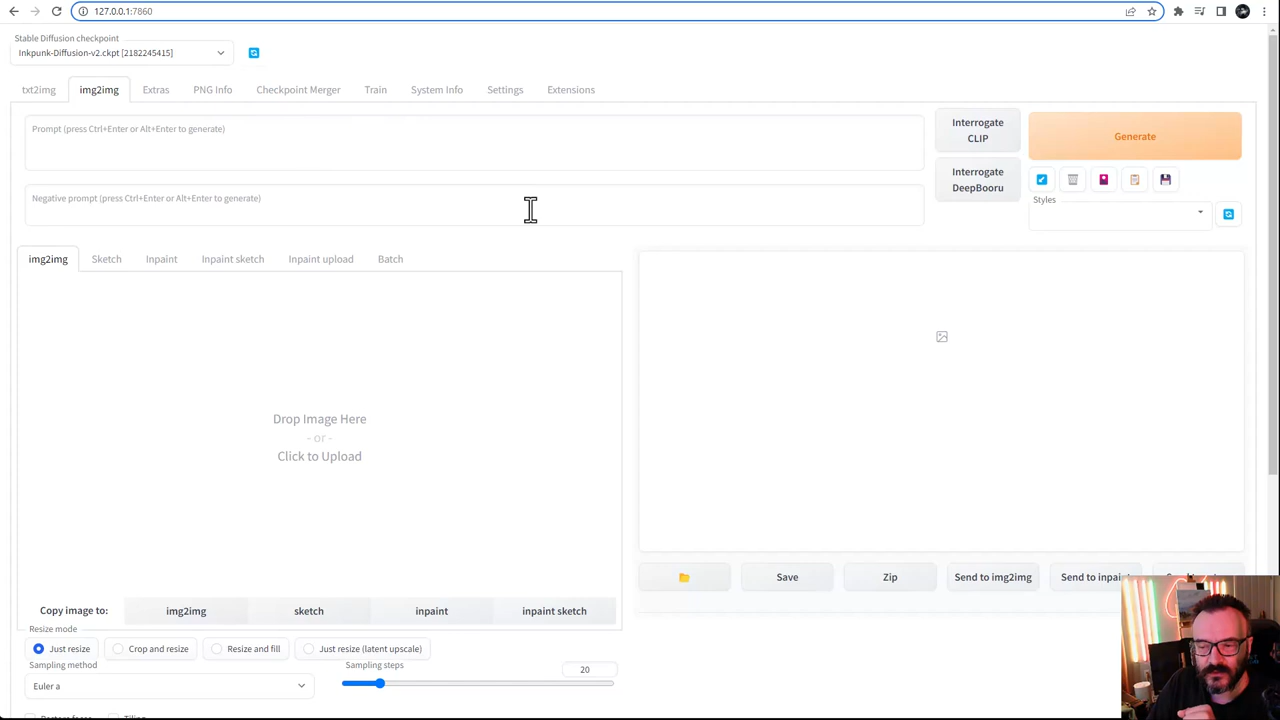 127.0.0.1:7860
Stable Diffusion checkpoint
Inkpunk-Diffusion-v2.ckpt [2182245415]
txt2img img2img Extras PNG Info Checkpoint Merger Train System Info Settings Extensions
Prompt (press Ctrl+Enter or Alt+Enter to generate)
Interrogate
CLIP
Generate
Negative prompt (press Ctrl+Enter or Alt+Enter to generate)
Interrogate
DeepBooru
Styles
img2img Sketch Inpaint Inpaint sketch Inpaint upload Batch
Drop Image Here
- or -
Click to Upload
Save Zip Send to img2img Send to inpaint
Copy image to: img2img sketch inpaint inpaint sketch
Resize mode
Just resize Crop and resize Resize and fill Just resize (latent upscale)
Sampling method
Euler a
Sampling steps
20